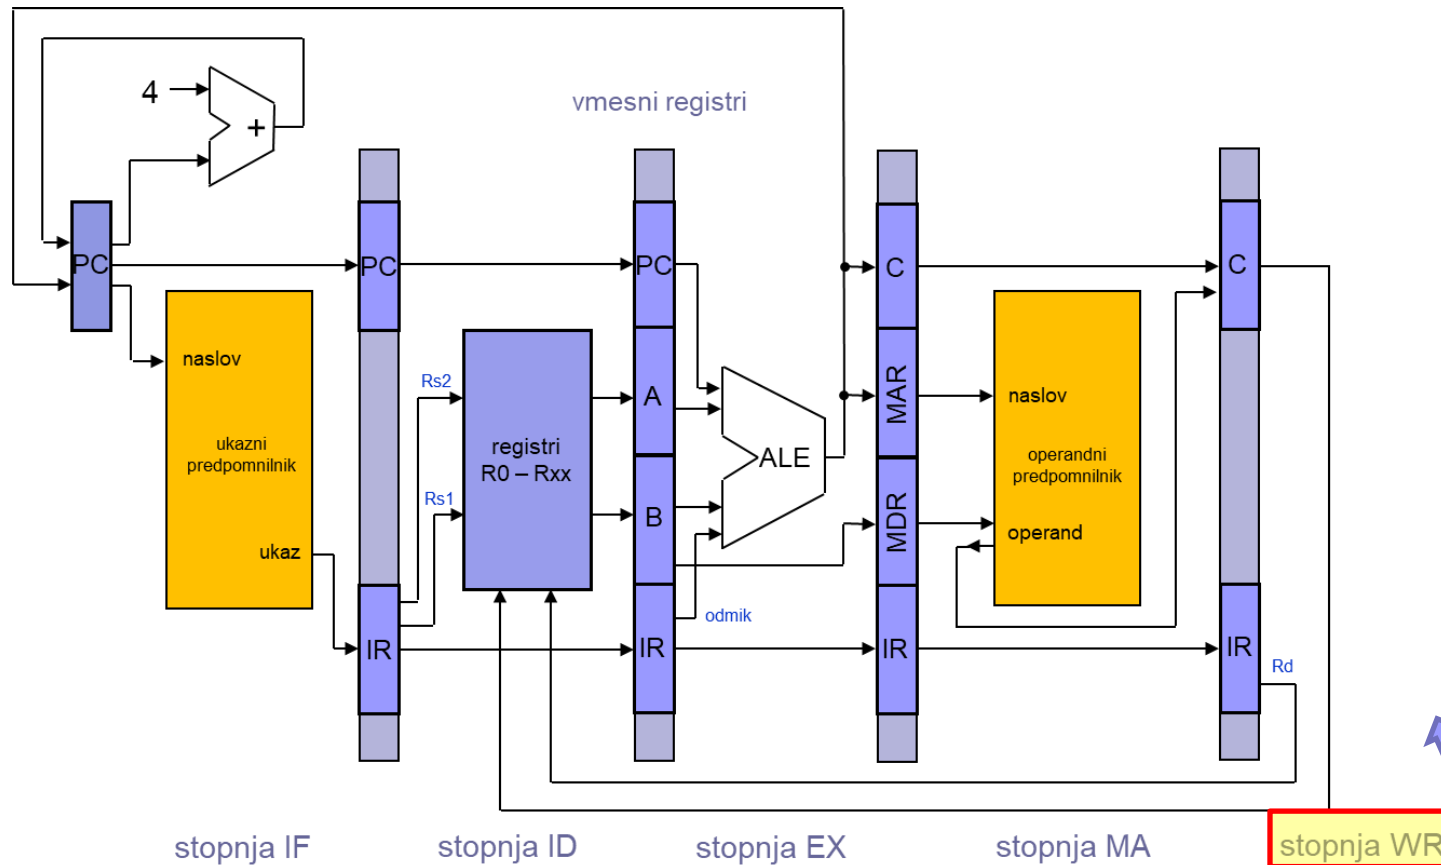 4
+
vmesni registri
PC
PC
PC
C
C
naslov
ukazni
predpomnilnik
ukaz
Rs2
Rs1
registri
R0 – Rxx
A
B
ALE
MAR
MDR
naslov
operandni
predpomnilnik
operand
IR
IR
odmik
IR
IR
Rd
stopnja IF
stopnja ID
stopnja EX
stopnja MA
stopnja WR